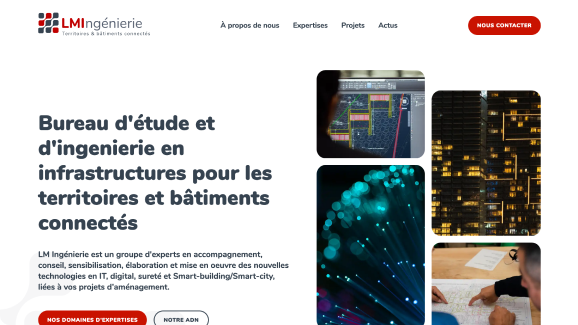 LMIngénierie
Territoires & bâtiments connectés
À propos de nous
Expertises
Projets
Actus
NOUS CONTACTER
Bureau d'étude et
d'ingenierie en
infrastructures pour les
territoires et bâtiments
connectés
LM Ingénierie est un groupe d'experts en accompagnement,
conseil, sensibilisation, élaboration et mise en oeuvre des nouvelles
technologies en IT, digital, sureté et Smart-building/Smart-city,
liées à vos projets d'aménagement.
NOS DOMAINES D'EXPERTISES
NOTRE ADN